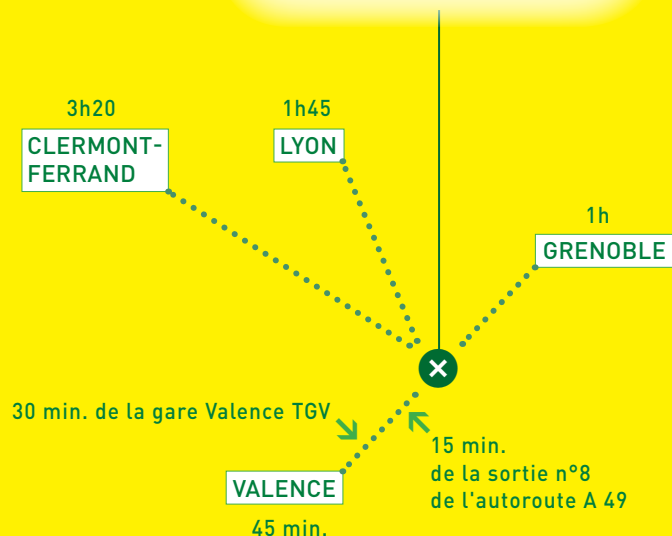 3h20
CLERMONT-
FERRAND
1h45
LYON
1h
GRENOBLE
30 min. de la gare Valence TGV
15 min.
de la sortie n°8
de l'autoroute A 49
VALENCE
45 min.